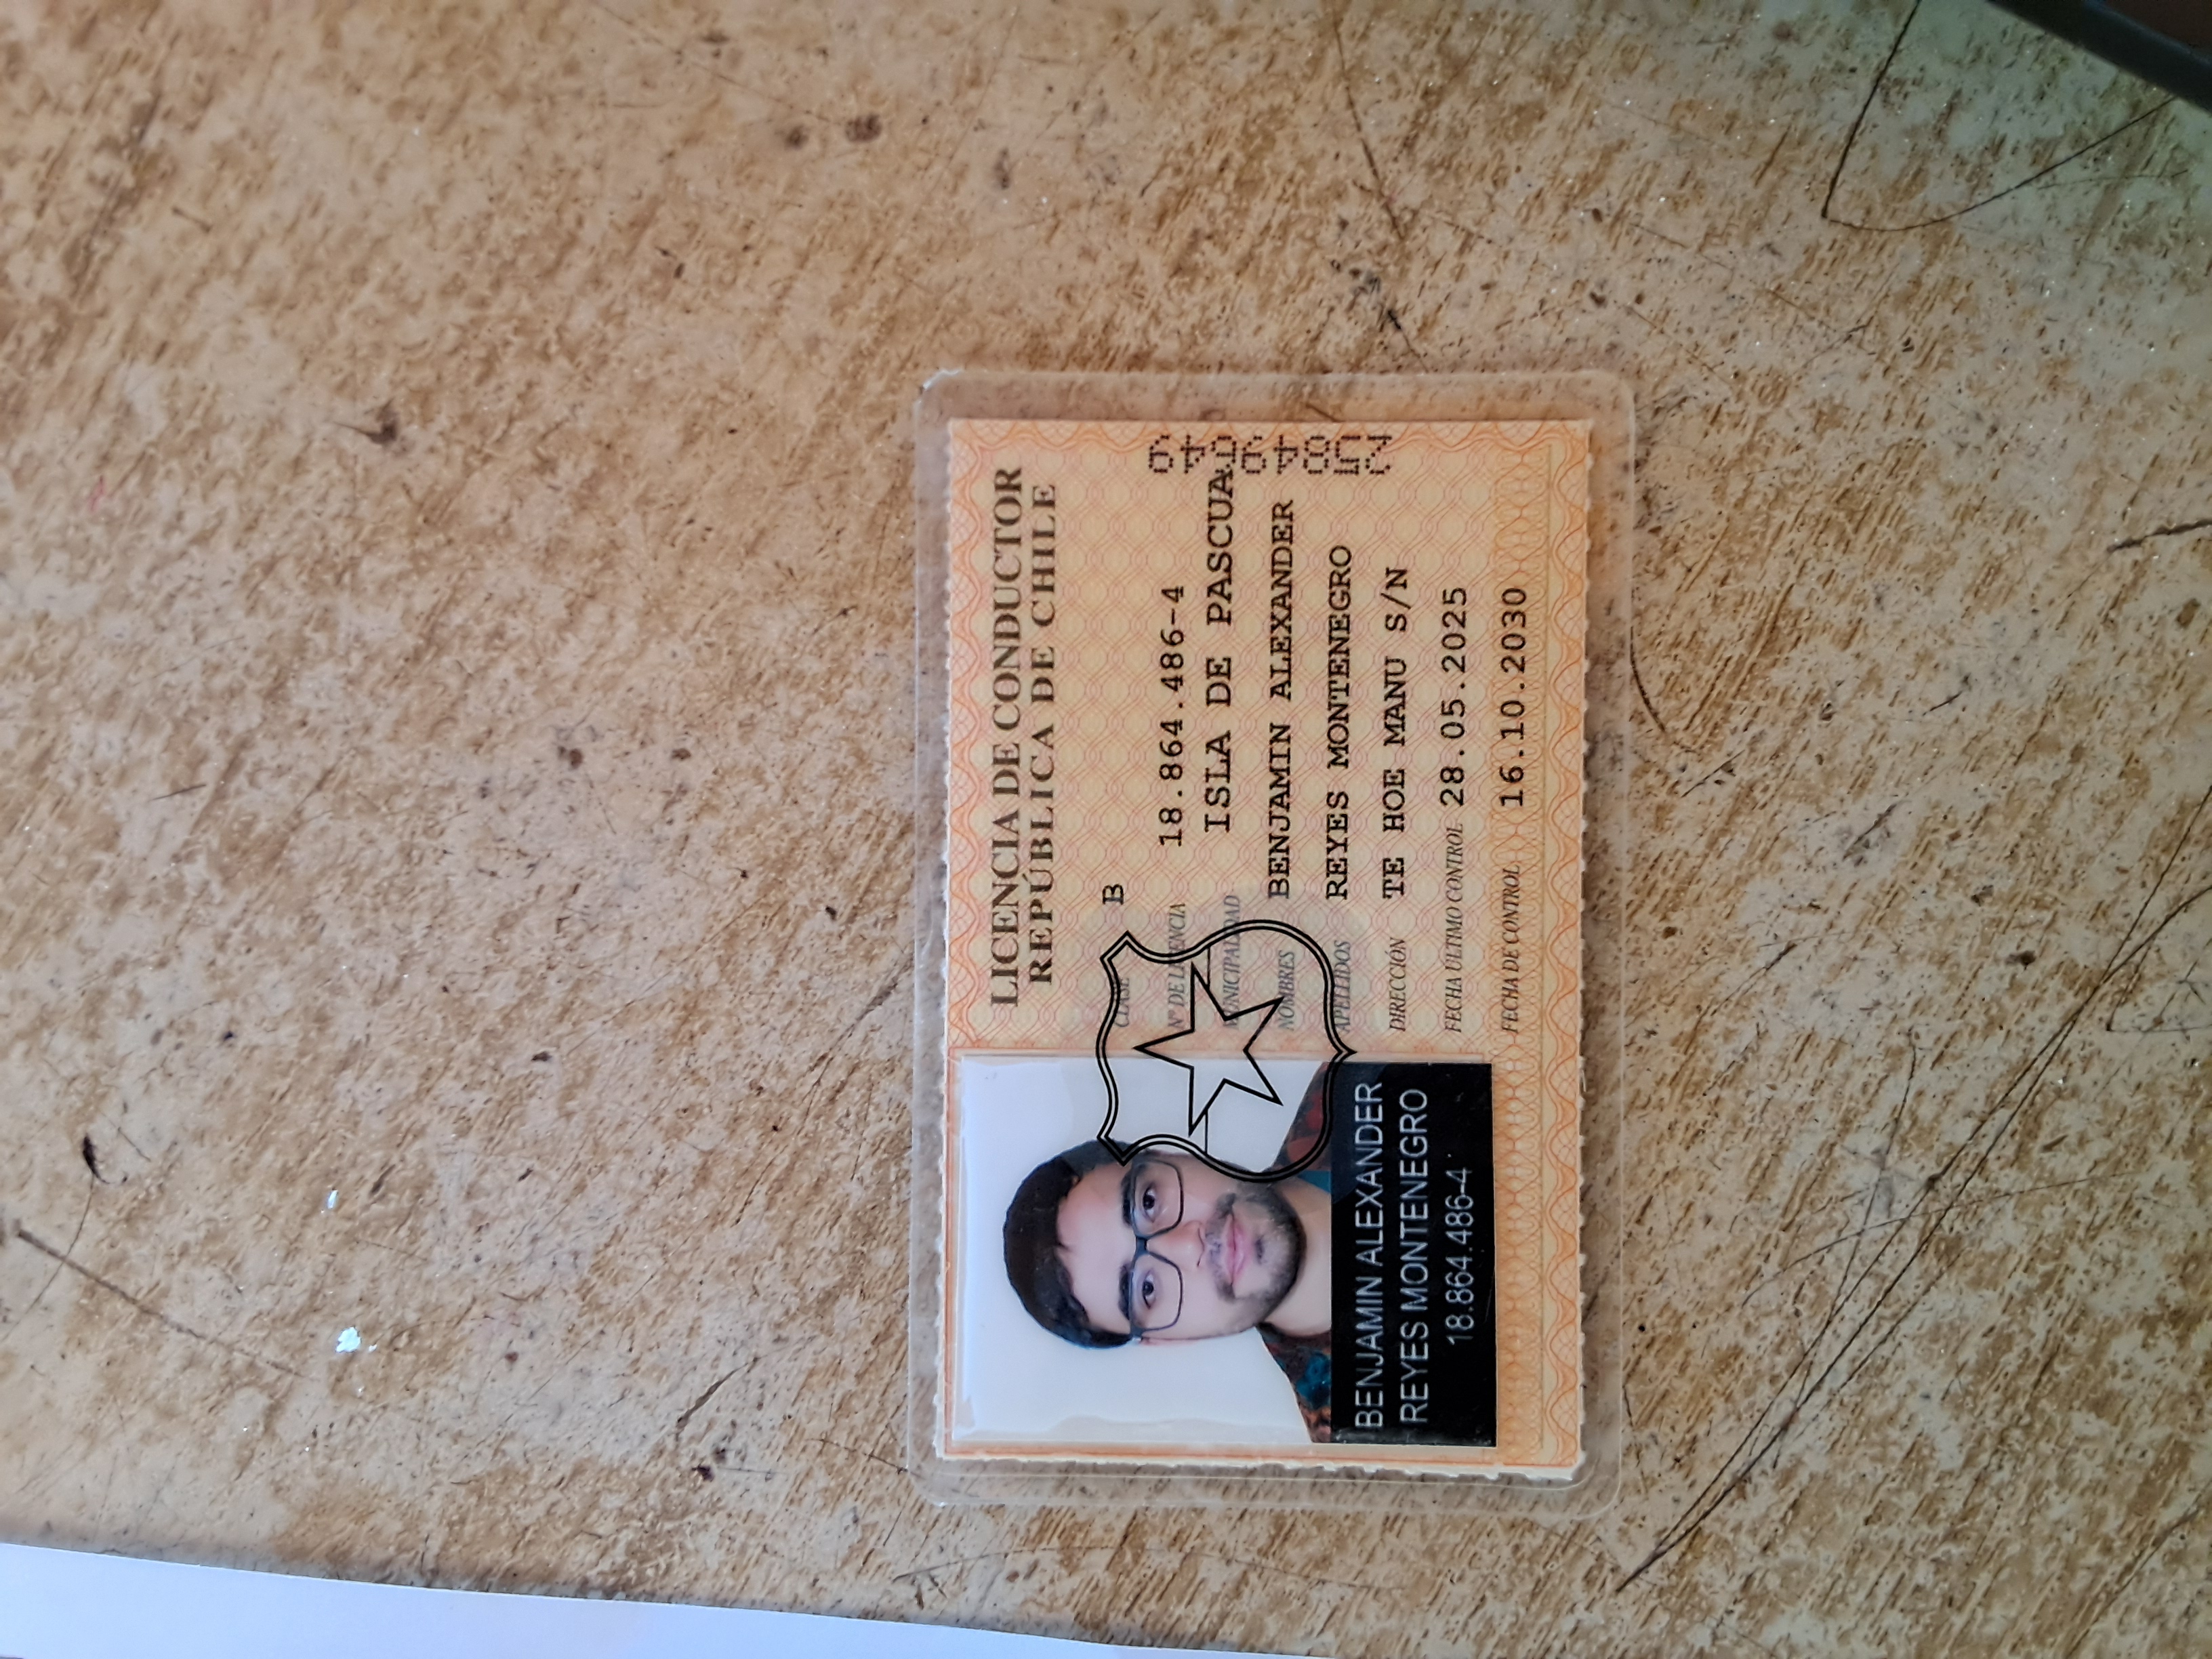 LICENCIA DE CONDUCTOR
REPÚBLICA DE CHILE
CLASE B
Nº DE LICENCIA 18.864.486-4
MUNICIPALIDAD ISLA DE PASCUA
NOMBRES BENJAMIN ALEXANDER
APELLIDOS REYES MONTENEGRO
DIRECCIÓN TE HOE MANU S/N
FECHA ULTIMO CONTROL 28.05.2025
FECHA DE CONTROL 16.10.2030
BENJAMIN ALEXANDER
REYES MONTENEGRO
18.864.486-4